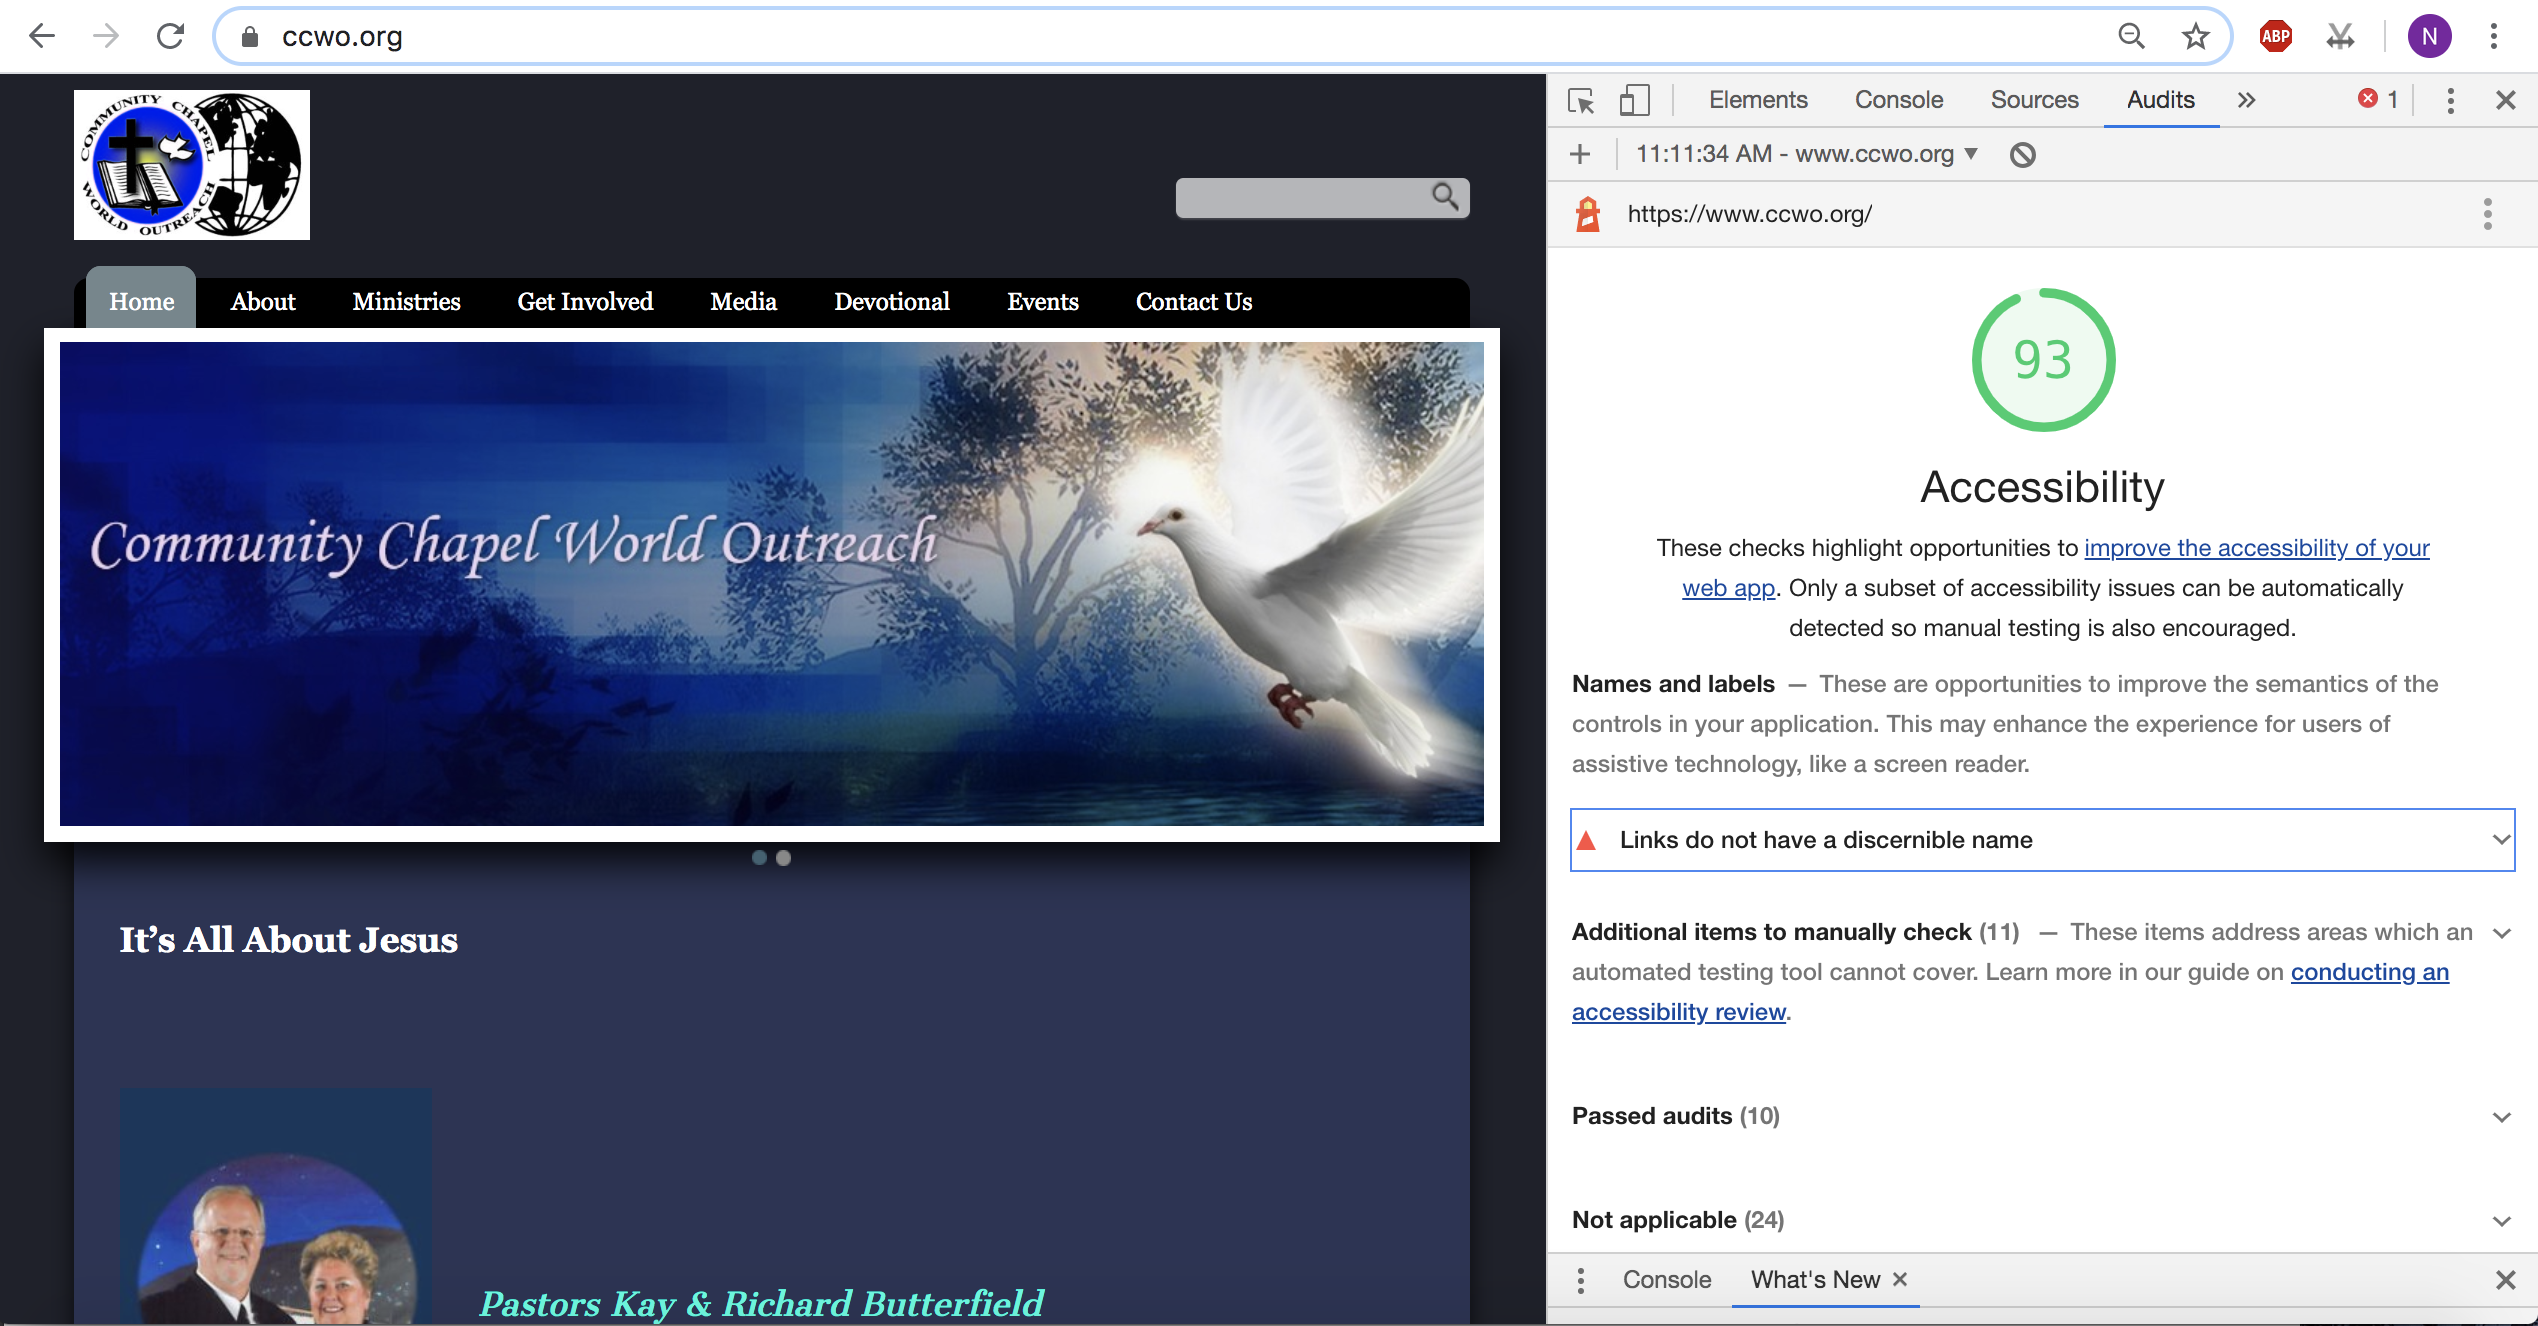 ccwo.org
ABP
N
COMMUNITY CHAPEL
WORLD OUTREACH
Home About Ministries Get Involved Media Devotional Events Contact Us
Community Chapel World Outreach
It's All About Jesus
Pastors Kay & Richard Butterfield
Elements Console Sources Audits 1
11:11:34 AM - www.ccwo.org
https://www.ccwo.org/
93
Accessibility
These checks highlight opportunities to improve the accessibility of your
web app. Only a subset of accessibility issues can be automatically
detected so manual testing is also encouraged.
Names and labels — These are opportunities to improve the semantics of the
controls in your application. This may enhance the experience for users of
assistive technology, like a screen reader.
Links do not have a discernible name
Additional items to manually check (11) — These items address areas which an
automated testing tool cannot cover. Learn more in our guide on conducting an
accessibility review.
Passed audits (10)
Not applicable (24)
Console What's New